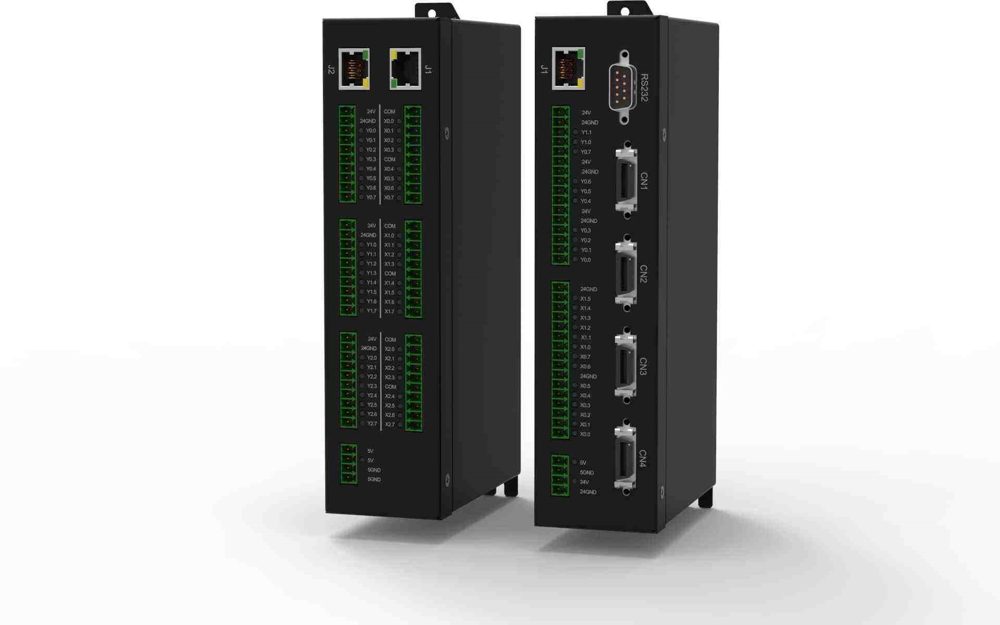 J2 J1
24V COM
24GND X0.0
Y0.0 X0.1
Y0.1 X0.2
Y0.2 X0.3
Y0.3 COM
Y0.4 X0.4
Y0.5 X0.5
Y0.6 X0.6
Y0.7 X0.7
24V COM
24GND X1.0
Y1.0 X1.1
Y1.1 X1.2
Y1.2 X1.3
Y1.3 COM
Y1.4 X1.4
Y1.5 X1.5
Y1.6 X1.6
Y1.7 X1.7
24V COM
24GND X2.0
Y2.0 X2.1
Y2.1 X2.2
Y2.2 X2.3
Y2.3 COM
Y2.4 X2.4
Y2.5 X2.5
Y2.6 X2.6
Y2.7 X2.7
5V
5V
5GND
5GND
J1
RS232
24V
24GND
Y1.1
Y1.0
Y0.7
24V
24GND
Y0.6
Y0.5
Y0.4
24V
24GND
Y0.3
Y0.2
Y0.1
Y0.0
24GND
X1.5
X1.4
X1.3
X1.2
X1.1
X1.0
X0.7
X0.6
24GND
X0.5
X0.4
X0.3
X0.2
X0.1
X0.0
5V
5GND
24V
24GND
CN1
CN2
CN3
CN4